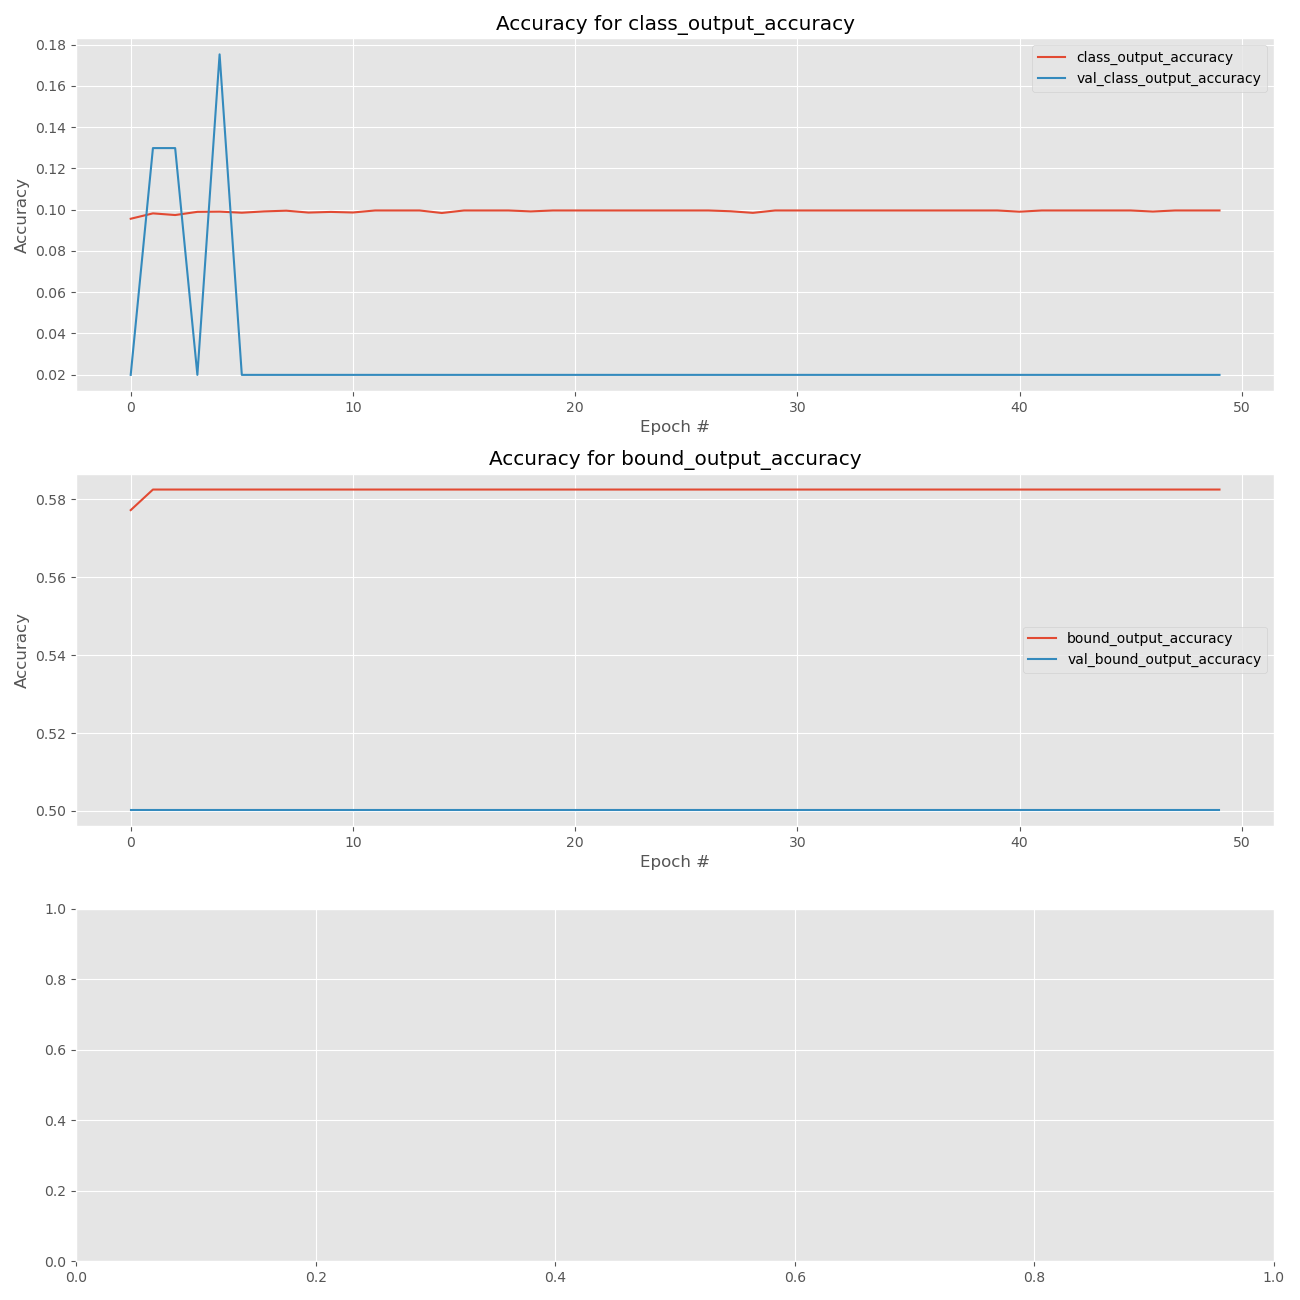 Accuracy for class_output_accuracy
0.18
0.16
0.14
0.12
0.10
0.08
0.06
0.04
0.02
Accuracy
class_output_accuracy
val_class_output_accuracy
0 10 20 30 40 50
Epoch #
Accuracy for bound_output_accuracy
0.58
0.56
0.54
0.52
0.50
Accuracy
bound_output_accuracy
val_bound_output_accuracy
0 10 20 30 40 50
Epoch #
1.0
0.8
0.6
0.4
0.2
0.0
0.0 0.2 0.4 0.6 0.8 1.0